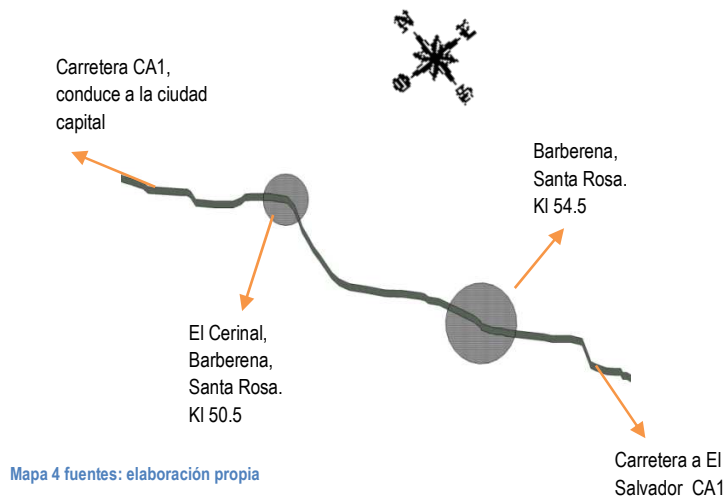 N
E
O
S
Carretera CA1,
conduce a la ciudad
capital
Barberena,
Santa Rosa.
Kl 54.5
El Cerinal,
Barberena,
Santa Rosa.
Kl 50.5
Carretera a El
Salvador CA1
Mapa 4 fuentes: elaboración propia